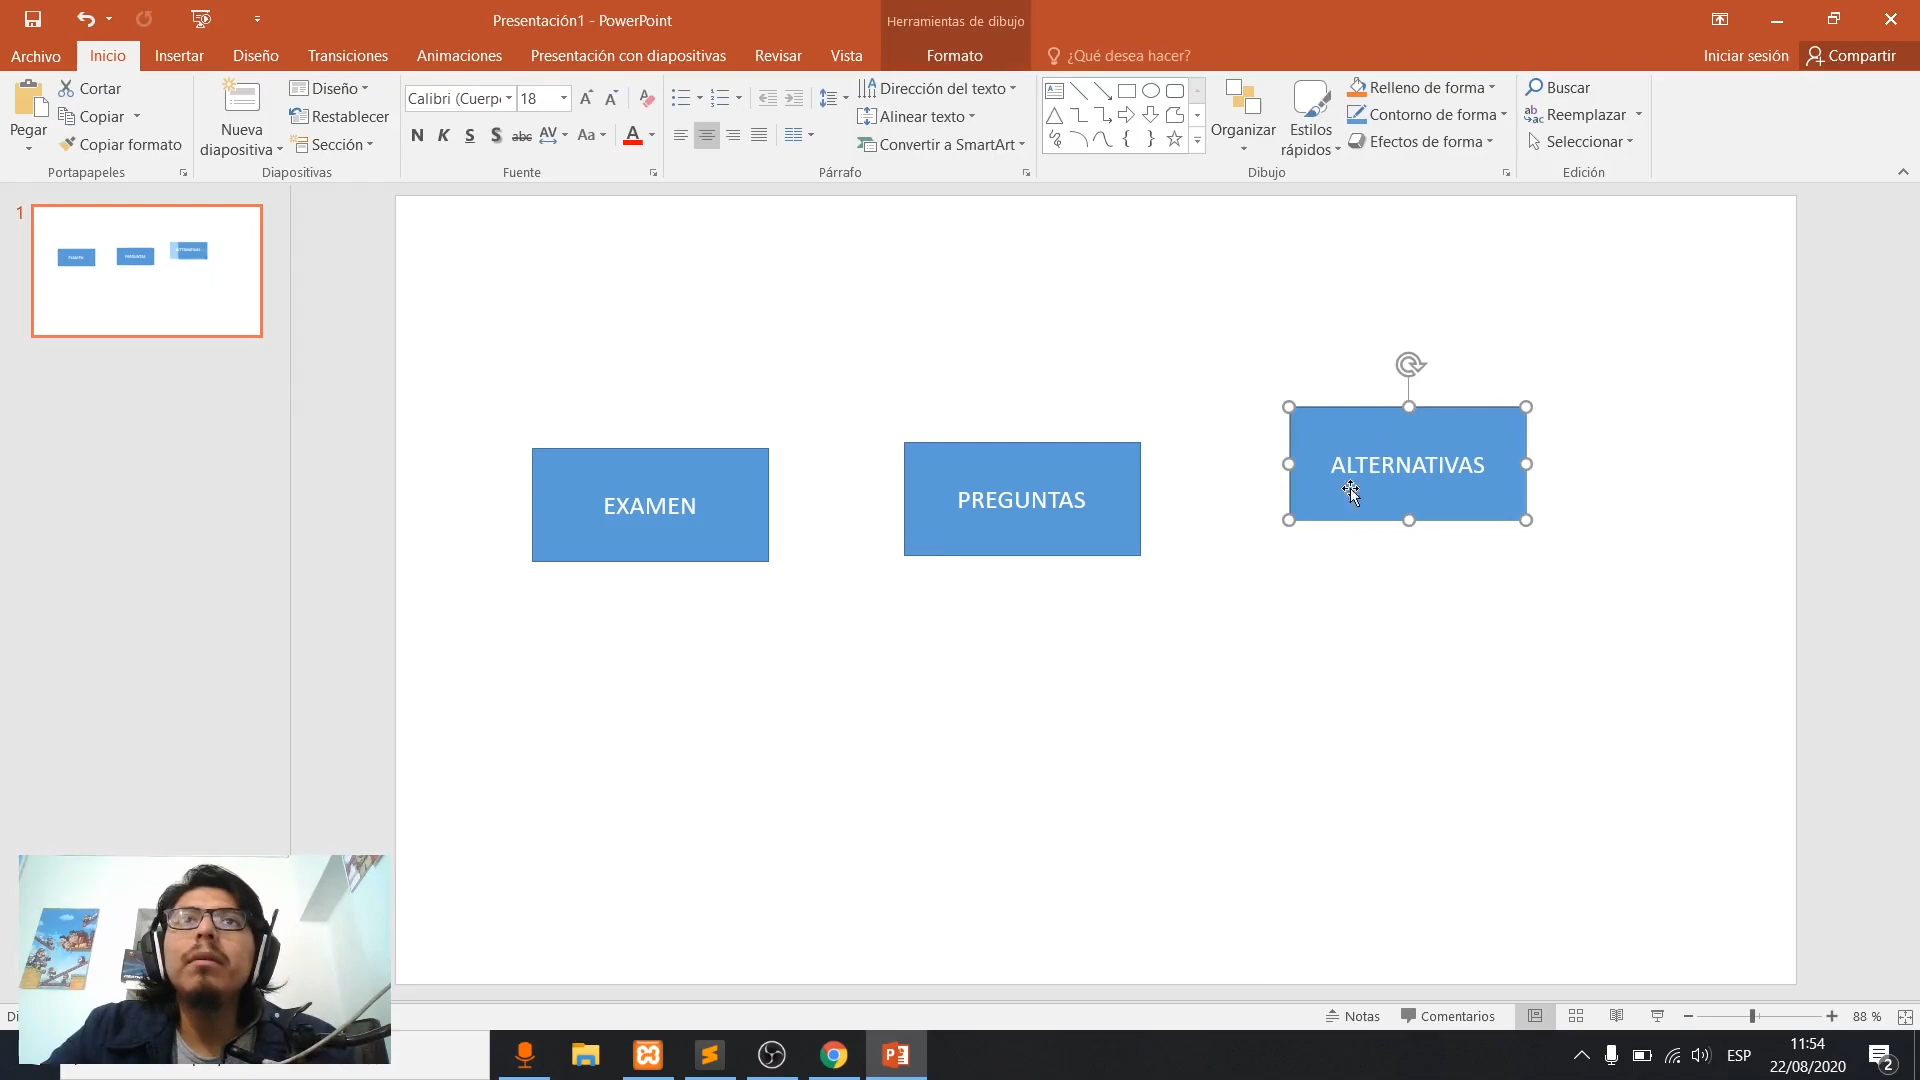 Presentación1 - PowerPoint
Herramientas de dibujo
Archivo
Inicio
Insertar
Diseño
Transiciones
Animaciones
Presentación con diapositivas
Revisar
Vista
Formato
¿Qué desea hacer?
Iniciar sesión
Compartir
Pegar
Cortar
Copiar
Copiar formato
Portapapeles
Nueva
diapositiva
Diseño
Restablecer
Sección
Diapositivas
Calibri (Cuerp
18
N K S S abc AV Aa A
Fuente
Dirección del texto
Alinear texto
Convertir a SmartArt
Párrafo
Organizar
Estilos
rápidos
Relleno de forma
Contorno de forma
Efectos de forma
Dibujo
Buscar
Reemplazar
Seleccionar
Edición
1
EXAMEN
PREGUNTAS
ALTERNATIVAS
Di
Notas
Comentarios
88 %
ESP
11:54
22/08/2020
2